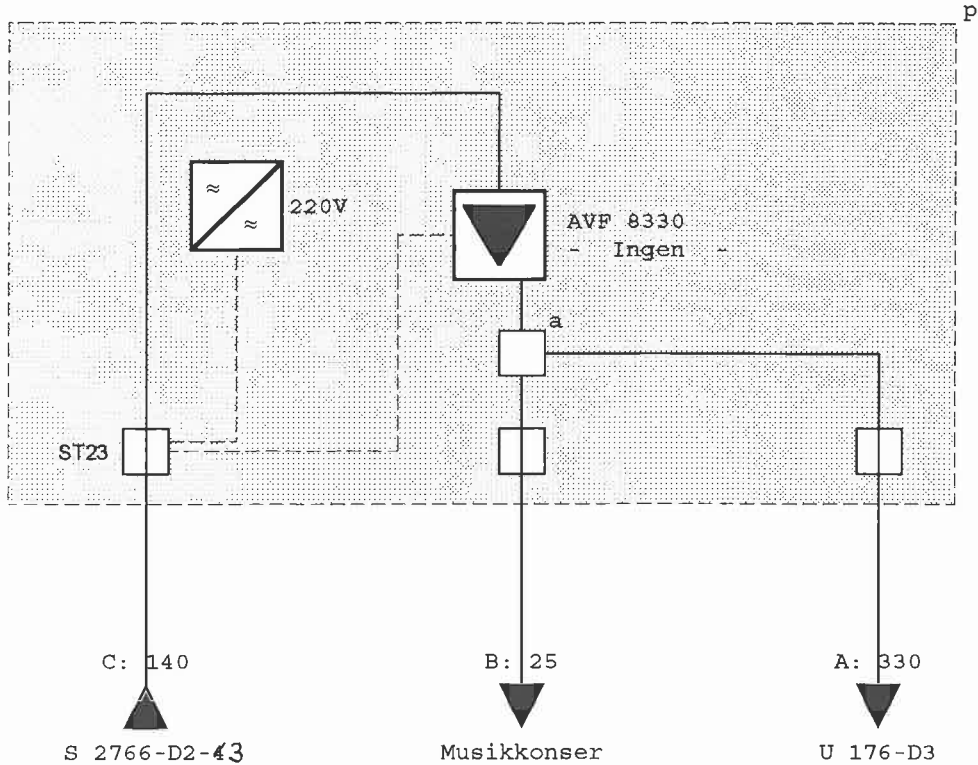 p
220V
AVF 8330
- Ingen -
a
ST23
C: 140
B: 25
A: 330
S 2766-D2-43
Musikkonser
U 176-D3